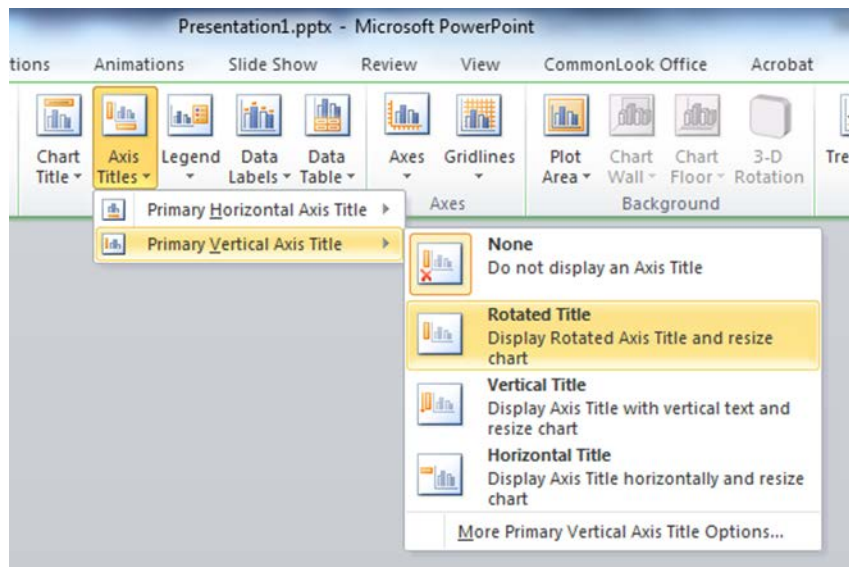 Presentation1.pptx - Microsoft PowerPoint
tions Animations Slide Show Review View CommonLook Office Acrobat
Chart Title
Axis Titles
Legend
Data Labels
Data Table
Axes
Gridlines
Plot Area
Chart Wall
Chart Floor
3-D Rotation
Tre
Axes
Background
Primary Horizontal Axis Title
Primary Vertical Axis Title
None
Do not display an Axis Title
Rotated Title
Display Rotated Axis Title and resize
chart
Vertical Title
Display Axis Title with vertical text and
resize chart
Horizontal Title
Display Axis Title horizontally and resize
chart
More Primary Vertical Axis Title Options...